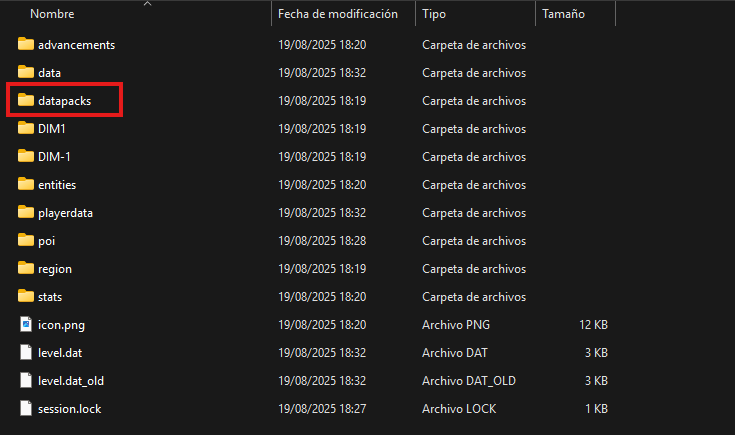 Nombre Fecha de modificación Tipo Tamaño
advancements 19/08/2025 18:20 Carpeta de archivos
data 19/08/2025 18:32 Carpeta de archivos
datapacks 19/08/2025 18:19 Carpeta de archivos
DIM1 19/08/2025 18:19 Carpeta de archivos
DIM-1 19/08/2025 18:19 Carpeta de archivos
entities 19/08/2025 18:20 Carpeta de archivos
playerdata 19/08/2025 18:32 Carpeta de archivos
poi 19/08/2025 18:28 Carpeta de archivos
region 19/08/2025 18:19 Carpeta de archivos
stats 19/08/2025 18:20 Carpeta de archivos
icon.png 19/08/2025 18:20 Archivo PNG 12 KB
level.dat 19/08/2025 18:32 Archivo DAT 3 KB
level.dat_old 19/08/2025 18:32 Archivo DAT_OLD 3 KB
session.lock 19/08/2025 18:27 Archivo LOCK 1 KB